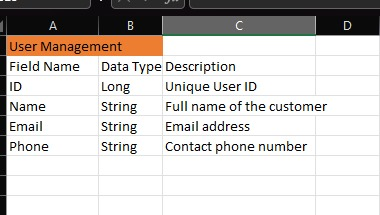 A B C D
User Management
Field Name Data Type Description
ID Long Unique User ID
Name String Full name of the customer
Email String Email address
Phone String Contact phone number